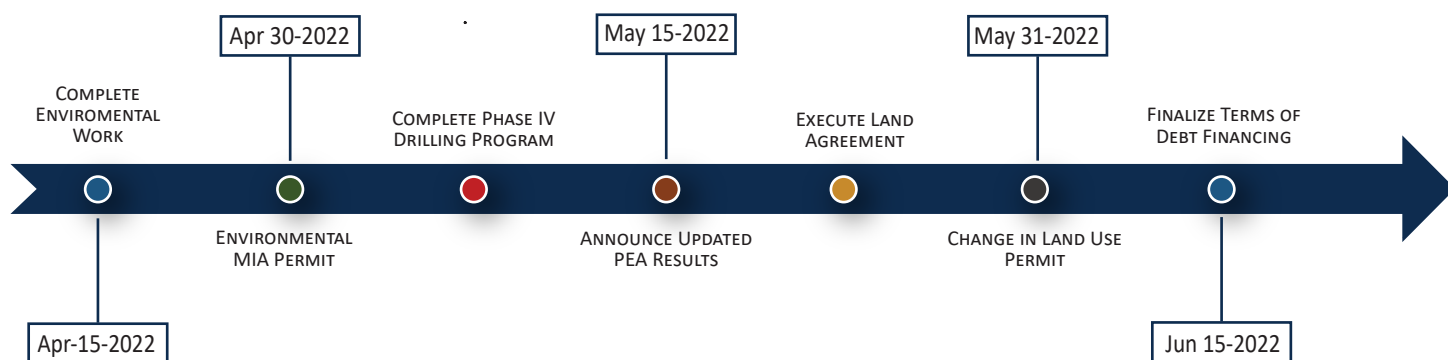 Apr 30-2022
May 15-2022
May 31-2022
COMPLETE
ENVIROMENTAL
WORK
COMPLETE PHASE IV
DRILLING PROGRAM
EXECUTE LAND
AGREEMENT
FINALIZE TERMS OF
DEBT FINANCING
ENVIRONMENTAL
MIA PERMIT
ANNOUNCE UPDATED
PEA RESULTS
CHANGE IN LAND USE
PERMIT
Apr-15-2022
Jun 15-2022